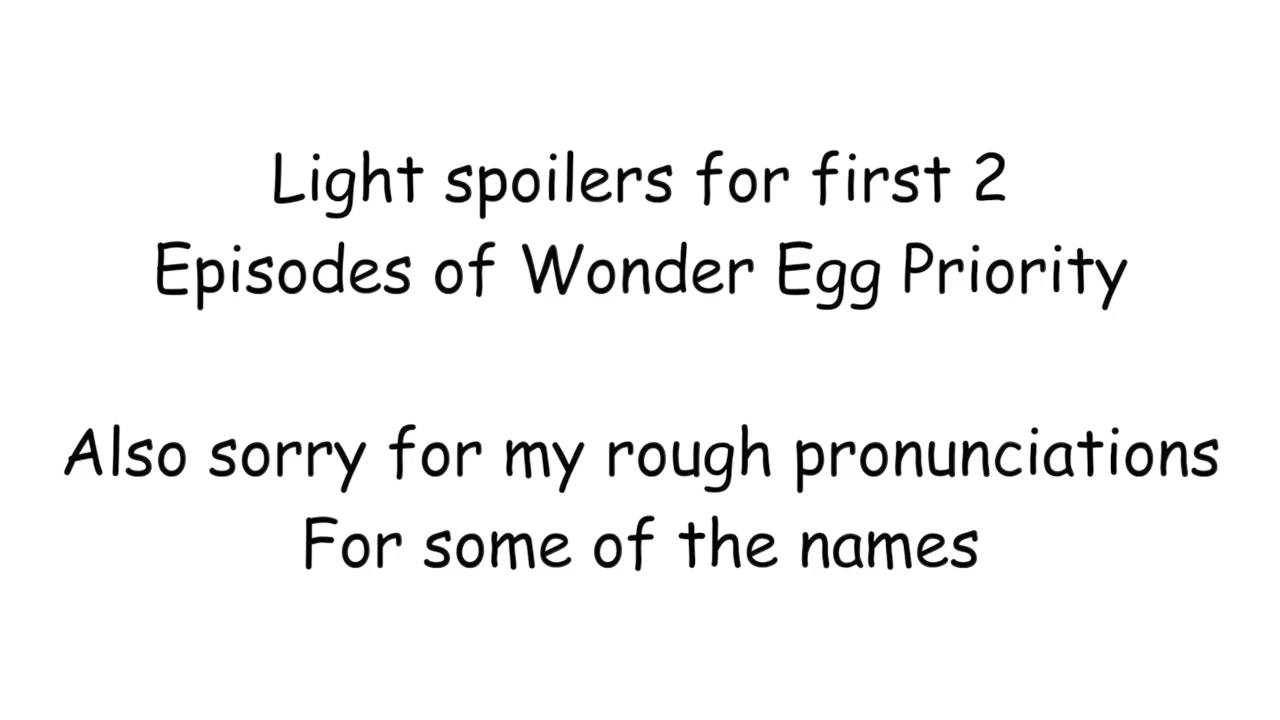 Light spoilers for first 2
Episodes of Wonder Egg Priority
Also sorry for my rough pronunciations
For some of the names